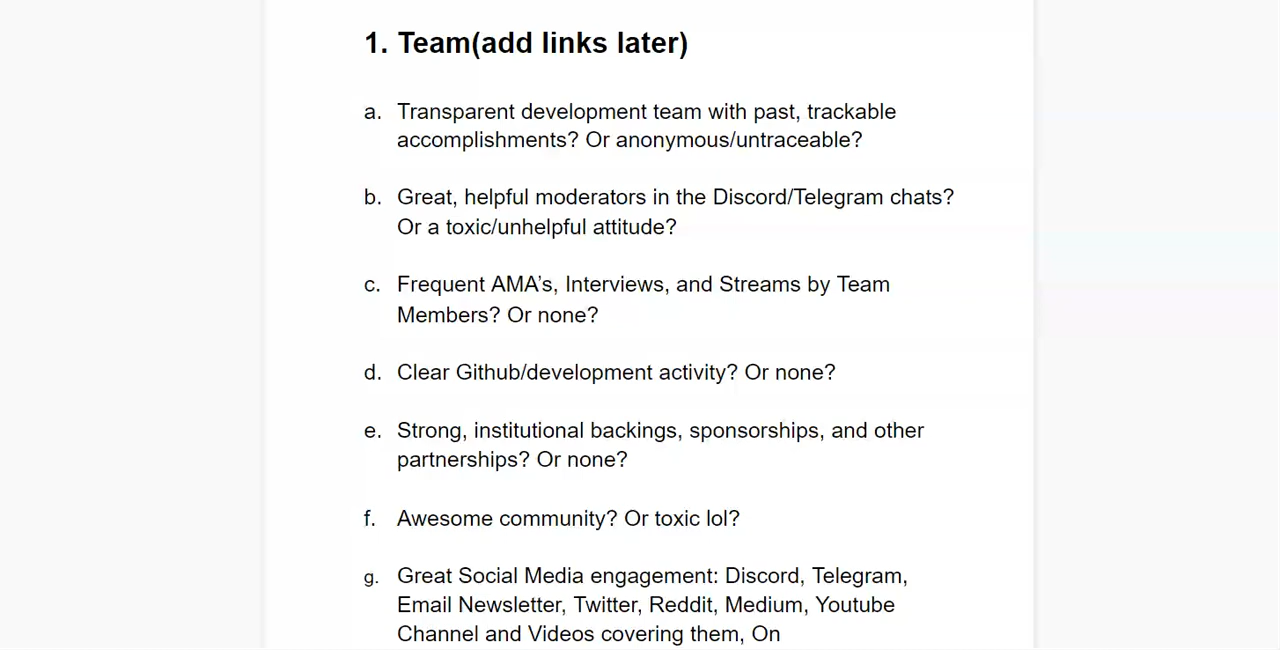 1. Team(add links later)
a. Transparent development team with past, trackable
accomplishments? Or anonymous/untraceable?
b. Great, helpful moderators in the Discord/Telegram chats?
Or a toxic/unhelpful attitude?
c. Frequent AMA’s, Interviews, and Streams by Team
Members? Or none?
d. Clear Github/development activity? Or none?
e. Strong, institutional backings, sponsorships, and other
partnerships? Or none?
f. Awesome community? Or toxic lol?
g. Great Social Media engagement: Discord, Telegram,
Email Newsletter, Twitter, Reddit, Medium, Youtube
Channel and Videos covering them, On